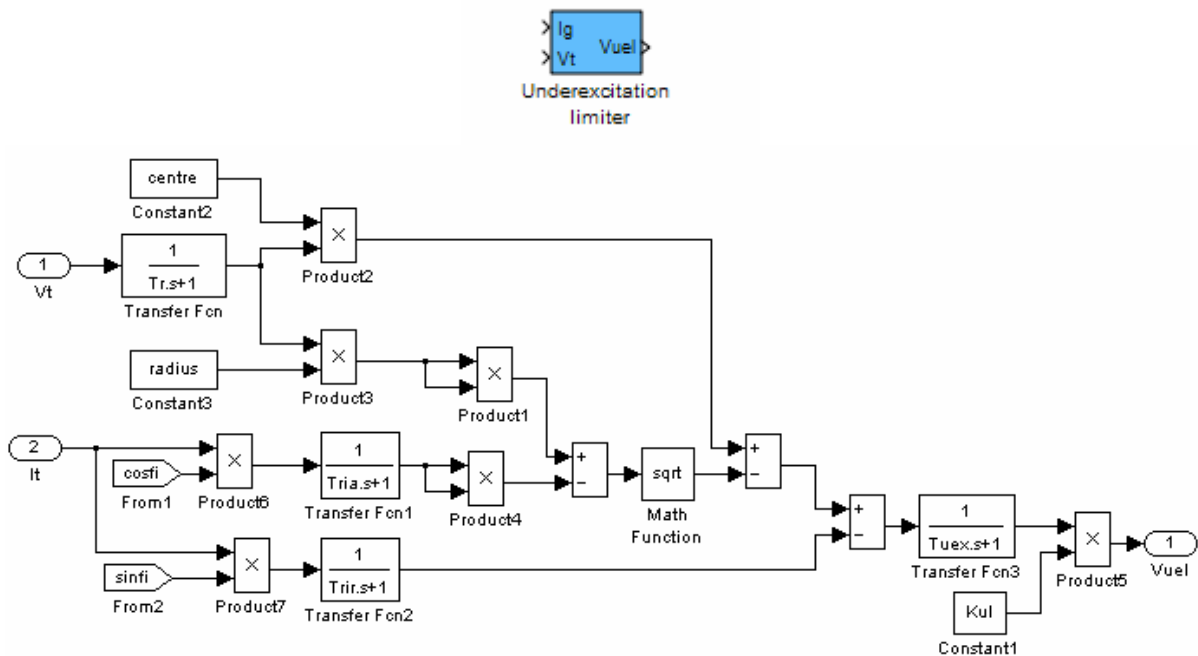 Ig
Vt
Vuel
Underexcitation
limiter
centre
Constant2
×
Product2
1
Vt
1
Tr.s+1
Transfer Fcn
radius
Constant3
×
Product3
×
Product1
2
It
cosfi
From1
×
Product6
1
Tria.s+1
Transfer Fcn1
×
Product4
+
−
sqrt
Math
Function
+
−
sinfi
From2
×
Product7
1
Trir.s+1
Transfer Fcn2
+
−
1
Tuex.s+1
Transfer Fcn3
×
Product5
1
Vuel
Kul
Constant1